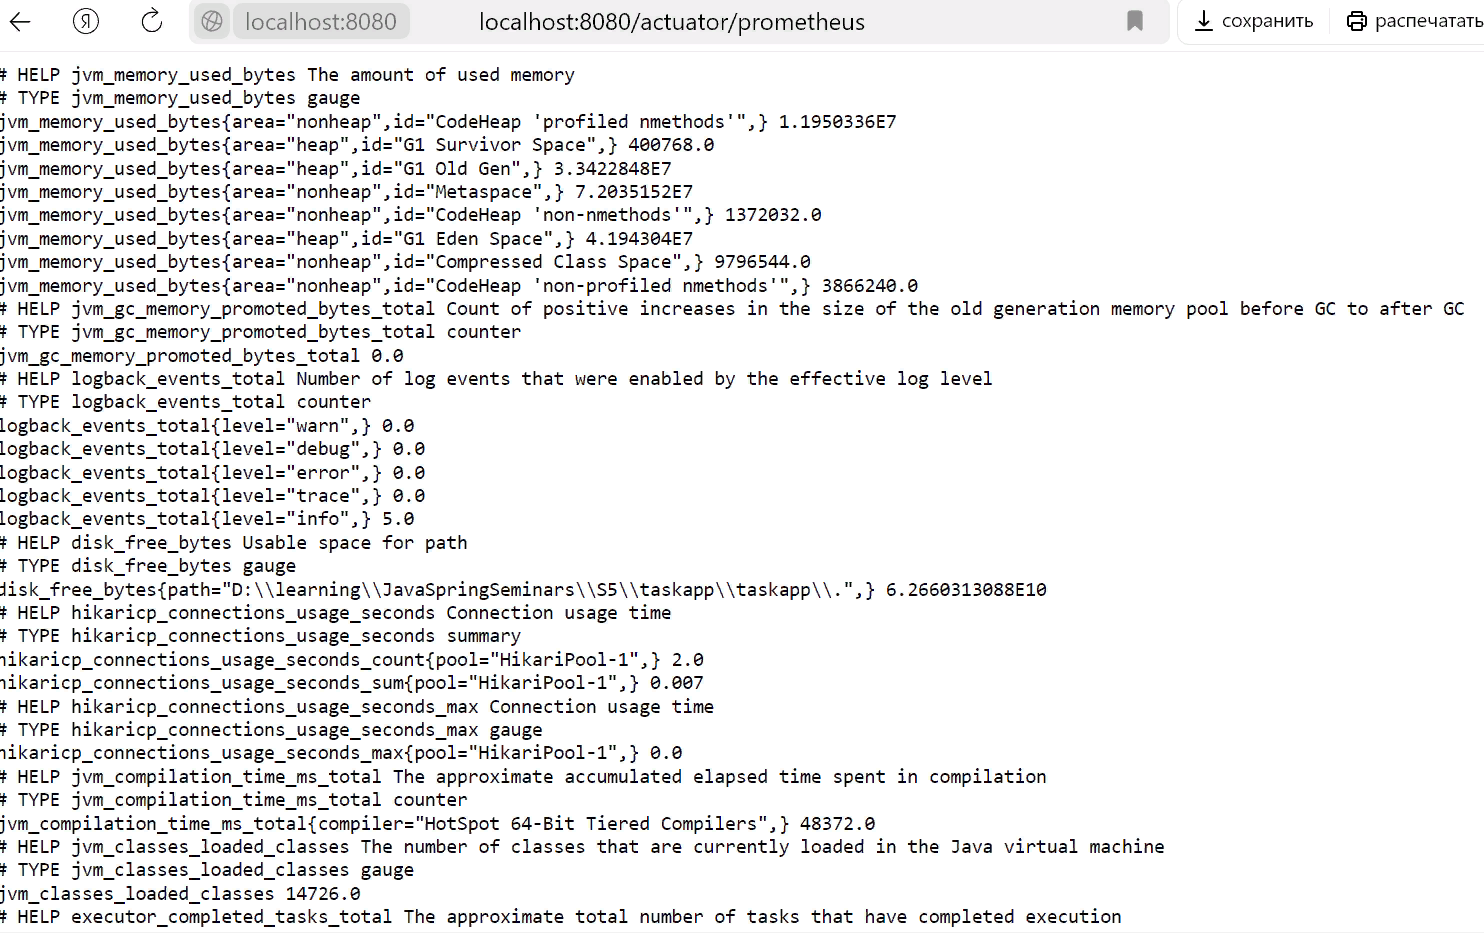 Я localhost:8080 localhost:8080/actuator/prometheus сохранить распечатать
# HELP jvm_memory_used_bytes The amount of used memory
# TYPE jvm_memory_used_bytes gauge
jvm_memory_used_bytes{area="nonheap",id="CodeHeap 'profiled nmethods'",} 1.1950336E7
jvm_memory_used_bytes{area="heap",id="G1 Survivor Space",} 400768.0
jvm_memory_used_bytes{area="heap",id="G1 Old Gen",} 3.3422848E7
jvm_memory_used_bytes{area="nonheap",id="Metaspace",} 7.2035152E7
jvm_memory_used_bytes{area="nonheap",id="CodeHeap 'non-nmethods'",} 1372032.0
jvm_memory_used_bytes{area="heap",id="G1 Eden Space",} 4.194304E7
jvm_memory_used_bytes{area="nonheap",id="Compressed Class Space",} 9796544.0
jvm_memory_used_bytes{area="nonheap",id="CodeHeap 'non-profiled nmethods'",} 3866240.0
# HELP jvm_gc_memory_promoted_bytes_total Count of positive increases in the size of the old generation memory pool before GC to after GC
# TYPE jvm_gc_memory_promoted_bytes_total counter
jvm_gc_memory_promoted_bytes_total 0.0
# HELP logback_events_total Number of log events that were enabled by the effective log level
# TYPE logback_events_total counter
logback_events_total{level="warn",} 0.0
logback_events_total{level="debug",} 0.0
logback_events_total{level="error",} 0.0
logback_events_total{level="trace",} 0.0
logback_events_total{level="info",} 5.0
# HELP disk_free_bytes Usable space for path
# TYPE disk_free_bytes gauge
disk_free_bytes{path="D:\\learning\\JavaSpringSeminars\\S5\\taskapp\\taskapp\\.",} 6.2660313088E10
# HELP hikaricp_connections_usage_seconds Connection usage time
# TYPE hikaricp_connections_usage_seconds summary
hikaricp_connections_usage_seconds_count{pool="HikariPool-1",} 2.0
hikaricp_connections_usage_seconds_sum{pool="HikariPool-1",} 0.007
# HELP hikaricp_connections_usage_seconds_max Connection usage time
# TYPE hikaricp_connections_usage_seconds_max gauge
hikaricp_connections_usage_seconds_max{pool="HikariPool-1",} 0.0
# HELP jvm_compilation_time_ms_total The approximate accumulated elapsed time spent in compilation
# TYPE jvm_compilation_time_ms_total counter
jvm_compilation_time_ms_total{compiler="HotSpot 64-Bit Tiered Compilers",} 48372.0
# HELP jvm_classes_loaded_classes The number of classes that are currently loaded in the Java virtual machine
# TYPE jvm_classes_loaded_classes gauge
jvm_classes_loaded_classes 14726.0
# HELP executor_completed_tasks_total The approximate total number of tasks that have completed execution